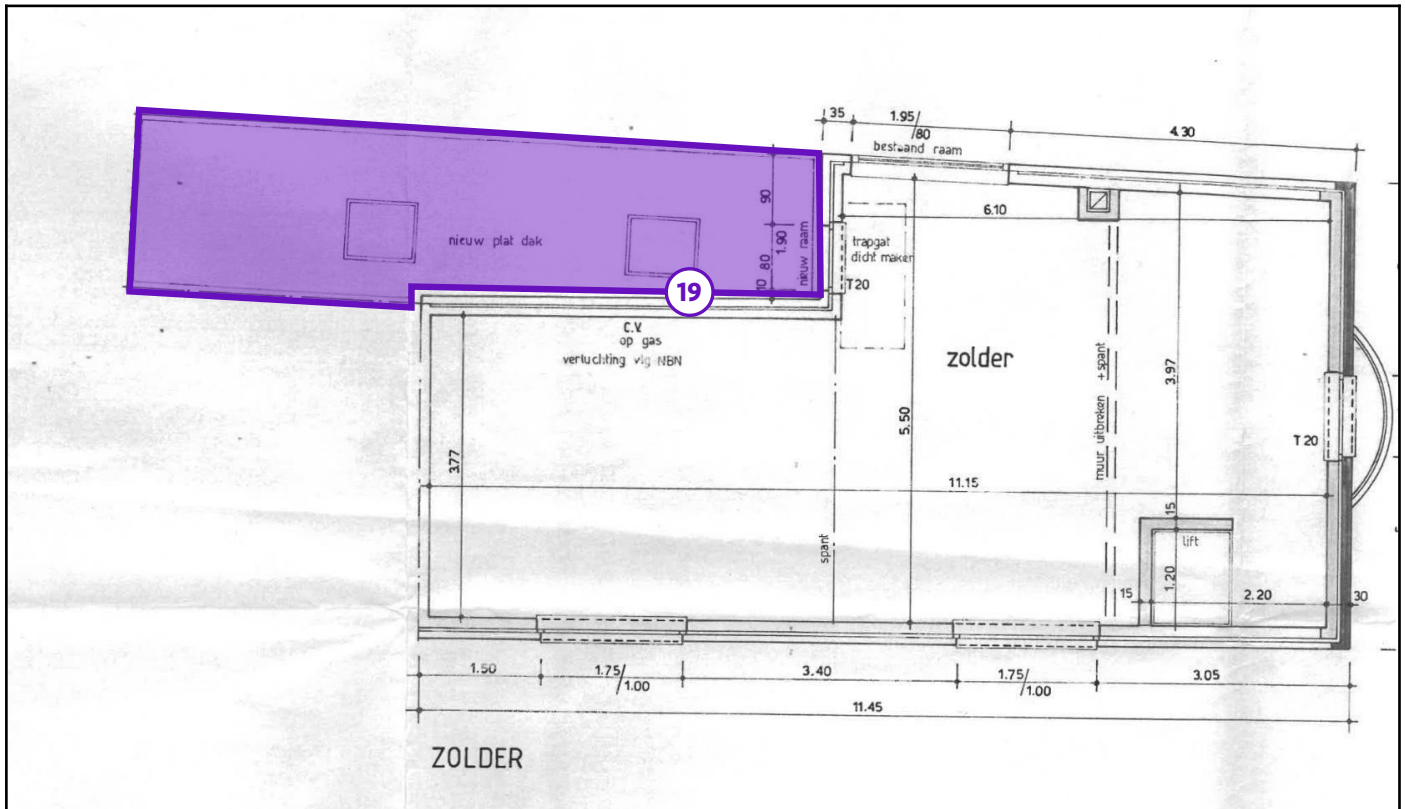 35
1.95/80
4.30
bestaand raam
90
6.10
nieuw plat dak
1.90
80
nieuw raam
10
trapgat
dicht maken
T20
19
C.V.
op gas
verluchting vlg NBN
zolder
+ spant
muur uitbreken
3.97
3.77
5.50
T20
11.15
15
lift
spant
1.20
15
2.20
30
1.50
1.75/1.00
3.40
1.75/1.00
3.05
11.45
ZOLDER